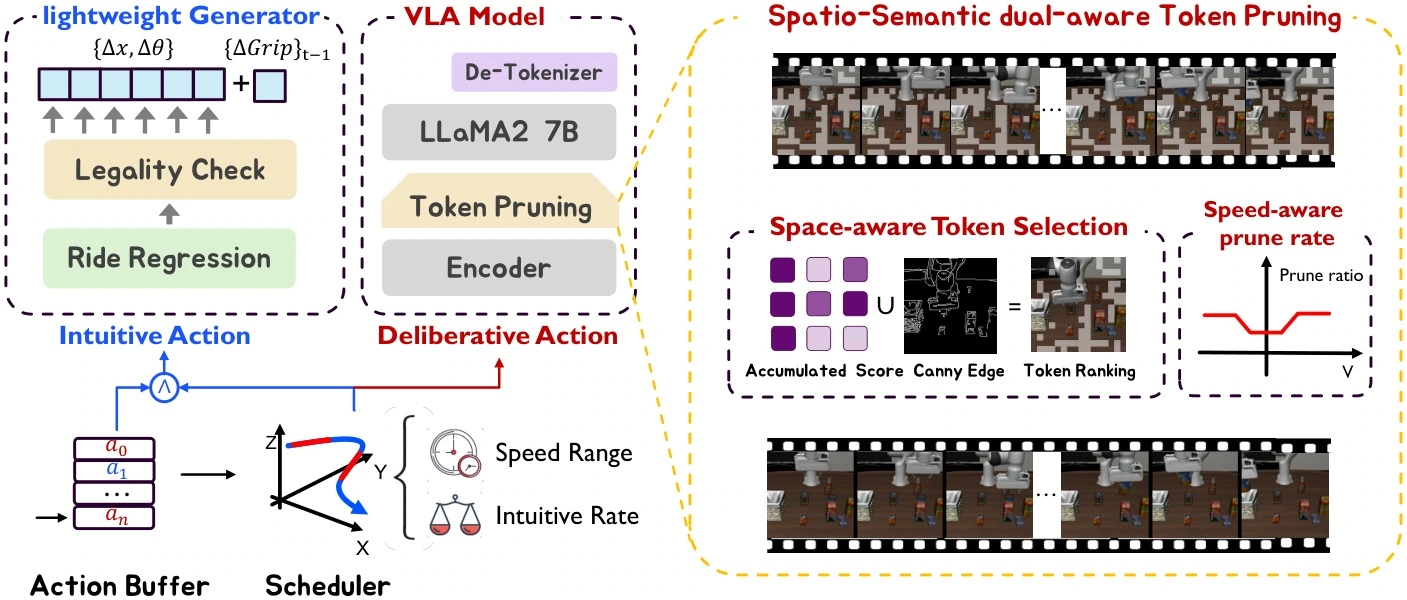 lightweight Generator
{Δx, Δθ} {ΔGrip}t−1
+
Legality Check
Ride Regression
Intuitive Action
Λ
VLA Model
De-Tokenizer
LLaMA2 7B
Token Pruning
Encoder
Deliberative Action
a0
a1
...
an
Action Buffer
Z
Y
X
Scheduler
Speed Range
Intuitive Rate
Spatio-Semantic dual-aware Token Pruning
...
Space-aware Token Selection
∪ =
Accumulated Score Canny Edge Token Ranking
Speed-aware
prune rate
Prune ratio
V
...